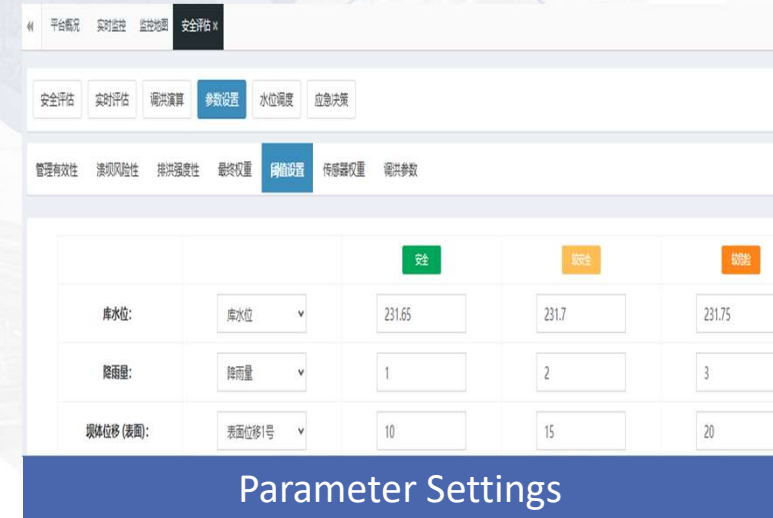 平台概况 实时监控 监控地图 安全评估 ×
安全评估 实时评估 调洪演算 参数设置 水位调度 应急决策
管理有效性 溃坝风险性 排洪强度性 最终权重 阈值设置 传感器权重 调洪参数
安全 较安全 较危险
库水位: 库水位 231.65 231.7 231.75
降雨量: 降雨量 1 2 3
坝体位移 (表面): 表面位移1号 10 15 20
Parameter Settings